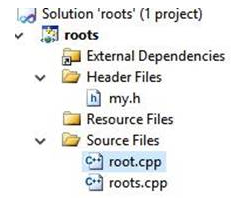 Solution 'roots' (1 project)
roots
External Dependencies
Header Files
my.h
Resource Files
Source Files
root.cpp
roots.cpp